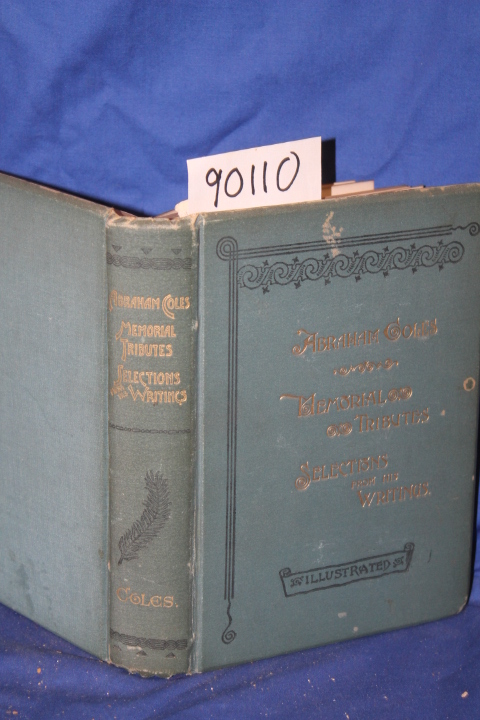 90110
ABRAHAM COLES
MEMORIAL
TRIBUTES
SELECTIONS
FROM HIS WRITINGS
COLES.
ABRAHAM COLES
MEMORIAL
TRIBUTES
SELECTIONS
FROM HIS
WRITINGS.
ILLUSTRATED